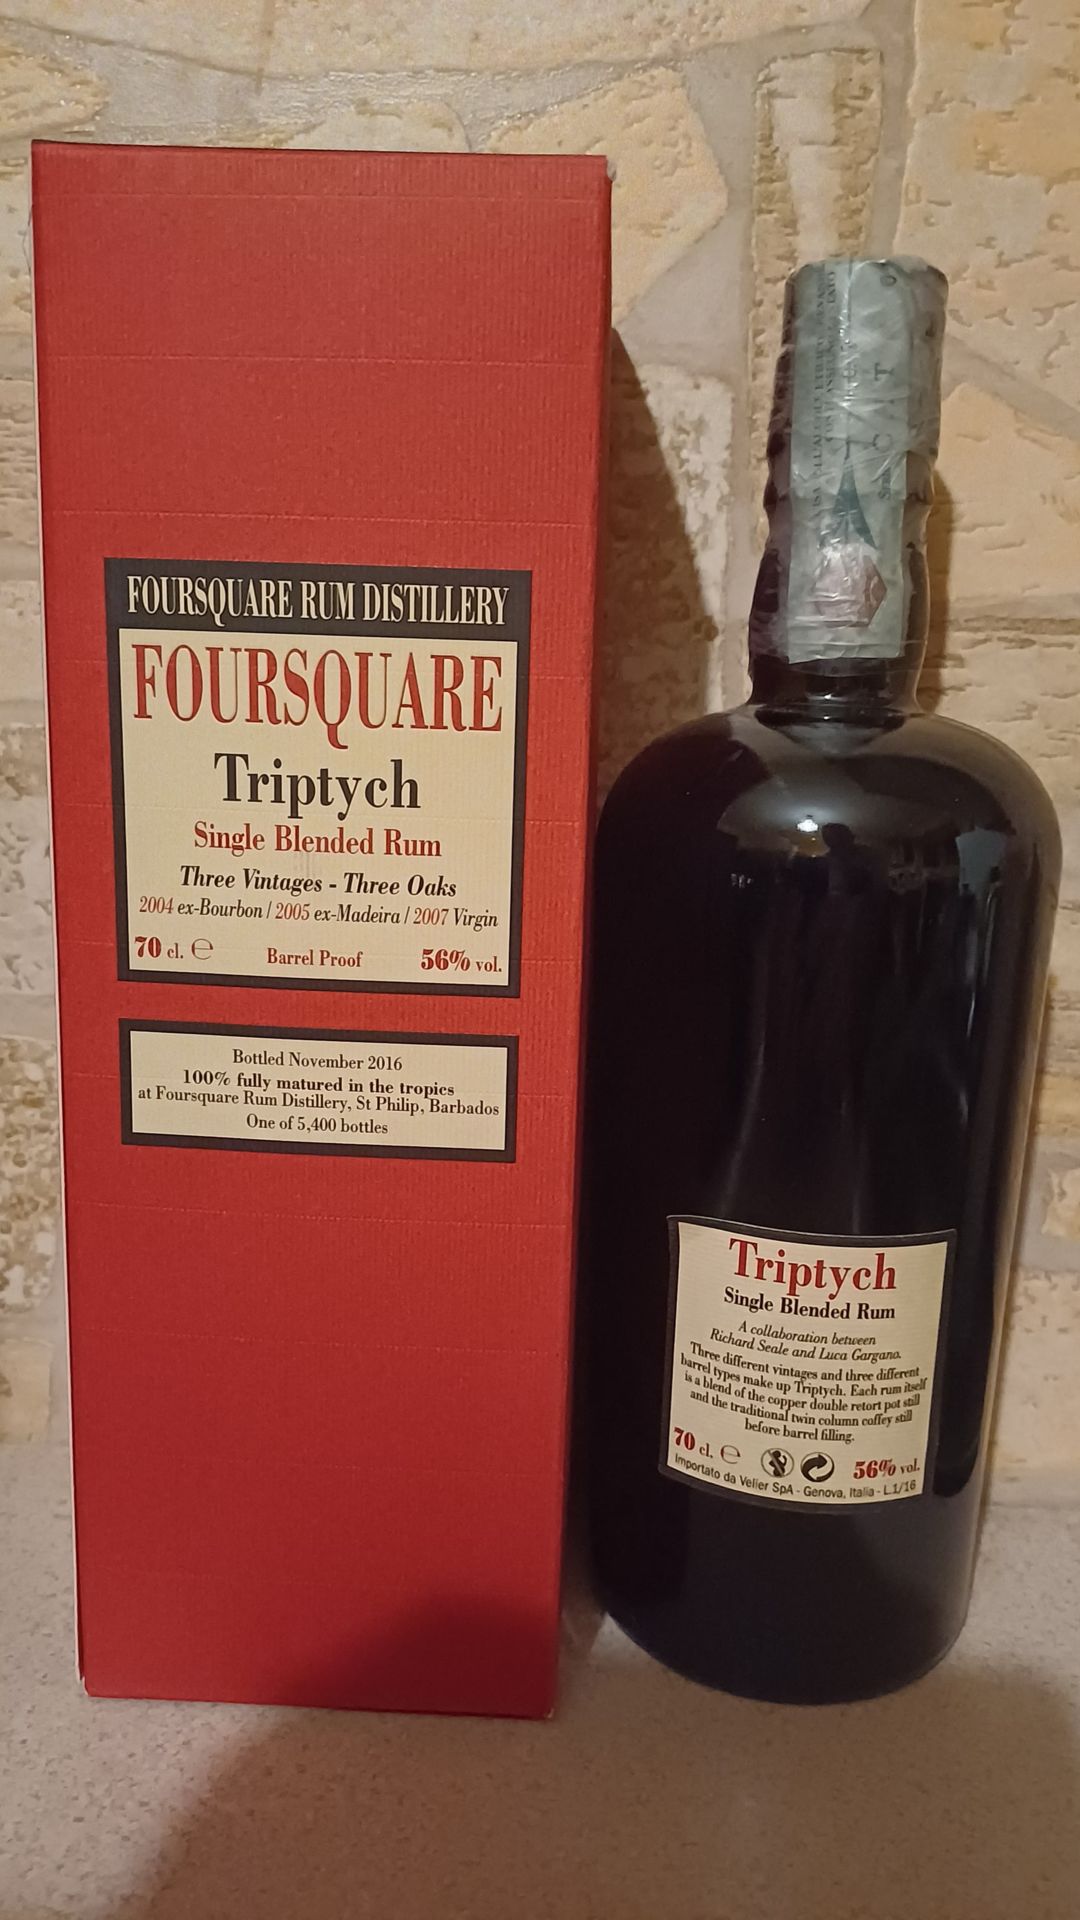 FOURSQUARE RUM DISTILLERY
FOURSQUARE
Triptych
Single Blended Rum
Three Vintages - Three Oaks
2004 ex-Bourbon / 2005 ex-Madeira / 2007 Virgin
70 cl. ℮ Barrel Proof 56% vol.
Bottled November 2016
100% fully matured in the tropics
at Foursquare Rum Distillery, St Philip, Barbados
One of 5,400 bottles
Triptych
Single Blended Rum
A collaboration between
Richard Seale and Luca Gargano.
Three different vintages and three different
barrel types make up Triptych. Each rum itself
is a blend of the copper double retort pot still
and the traditional twin column coffey still
before barrel filling.
70 cl. ℮ 56% vol.
Importato da Velier SpA - Genova, Italia - L.1/16